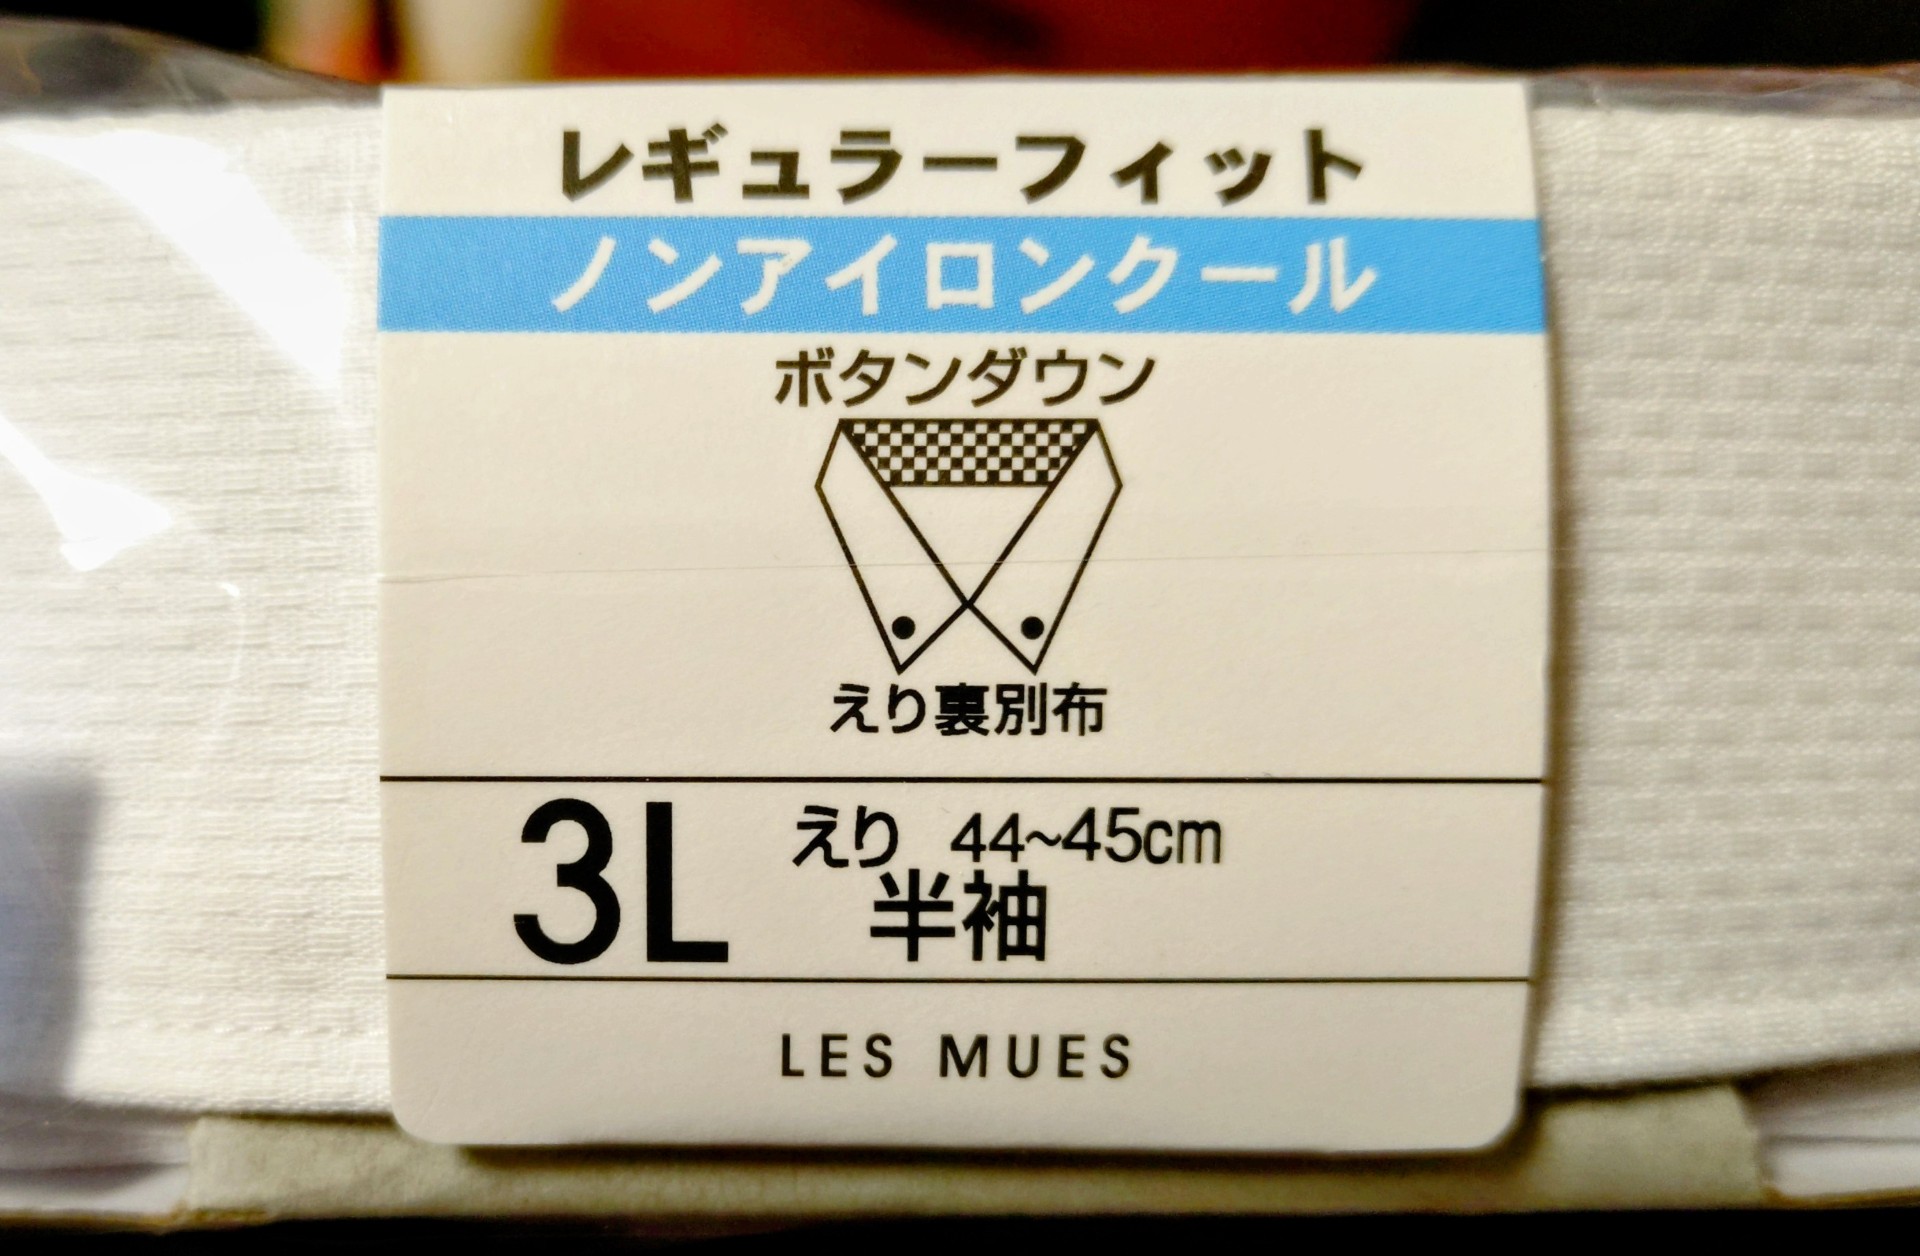 レギュラーフィット
ノンアイロンクール
ボタンダウン
えり裏別布
3L えり 44~45cm
半袖
LES MUES